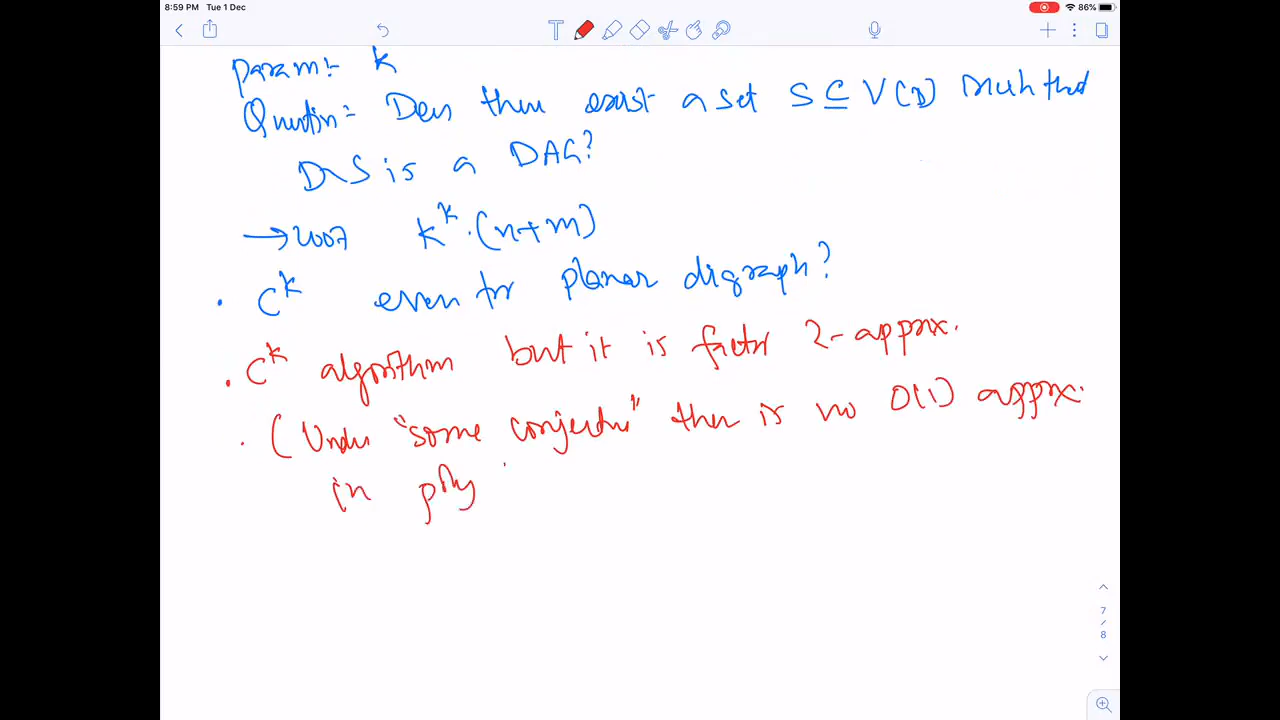 8:59 PM Tue 1 Dec
86%
param:- k
Question:- Does there exist a set S ⊆ V(D) such that
D\S is a DAG?
→ 2007 k^k · (n+m)
· c^k even for planar digraph?
· c^k algorithm but it is factor 2-approx.
· (Under "some conjecture" there is no O(1) approx.
in poly
7
/
8